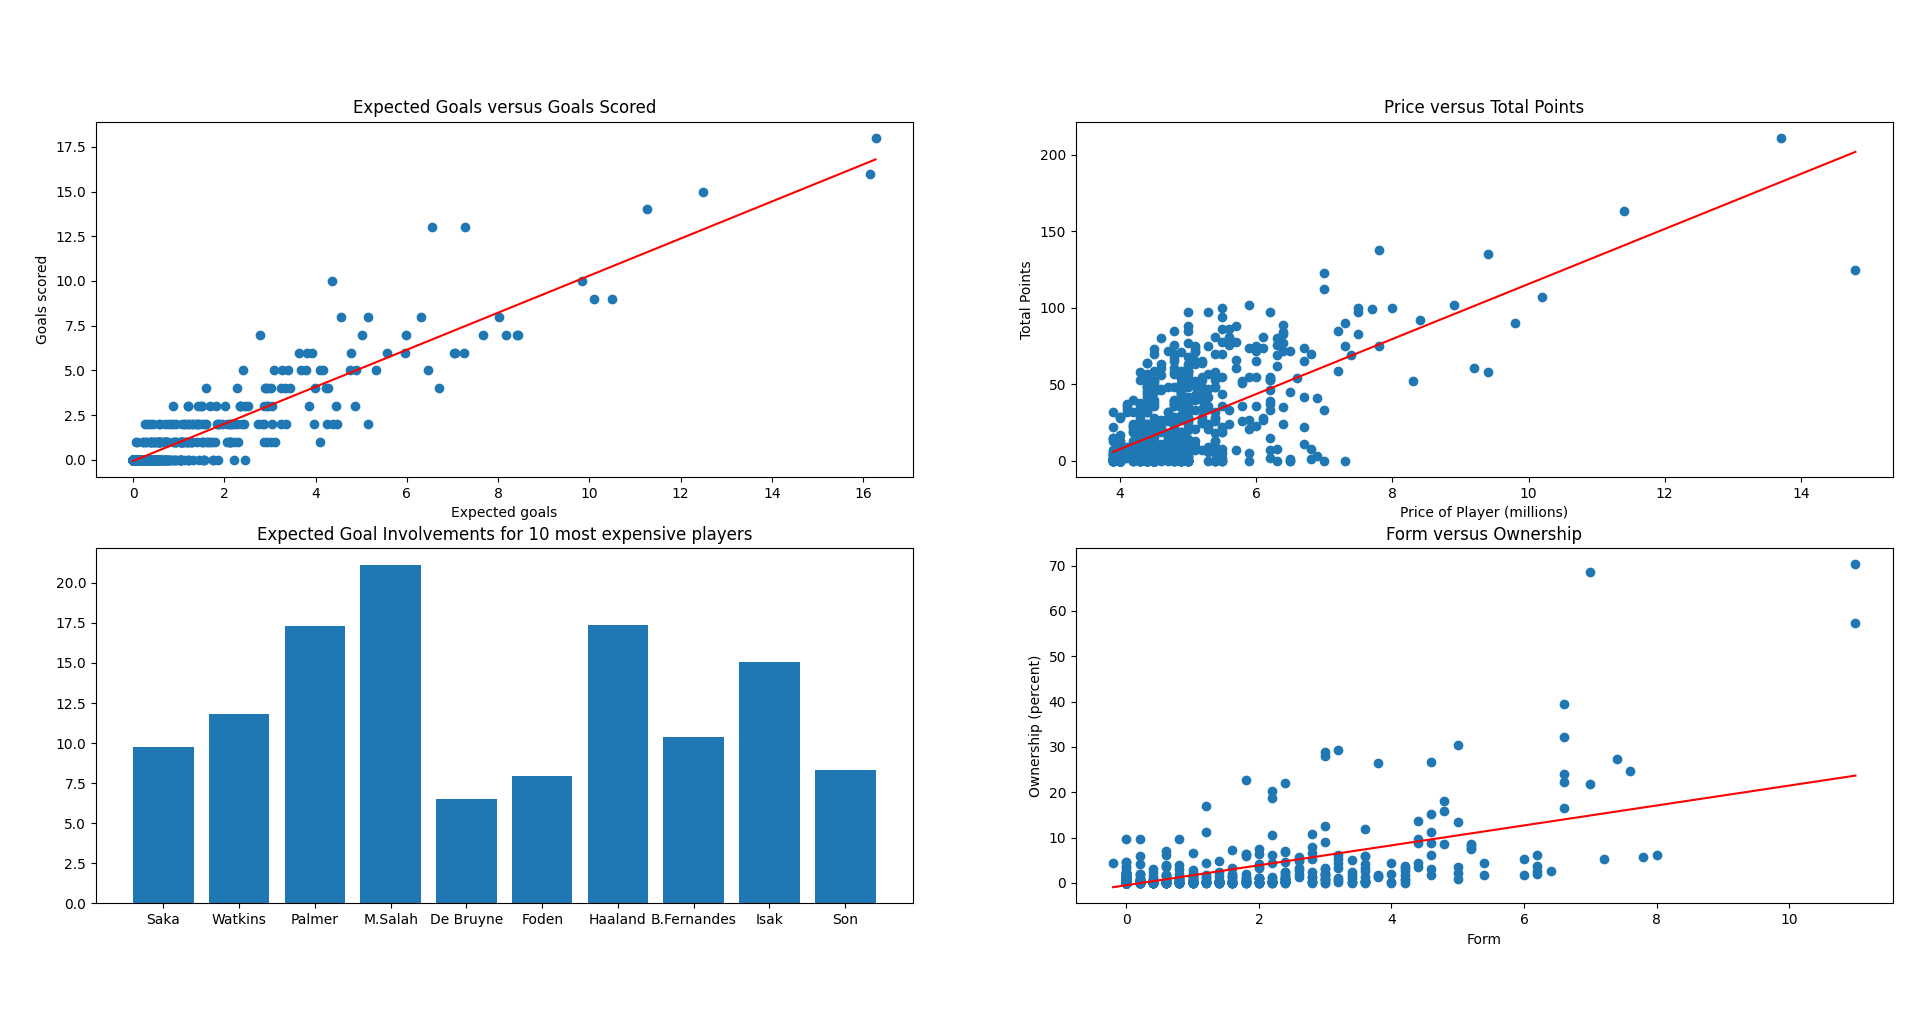 Expected Goals versus Goals Scored
Goals scored
17.5
15.0
12.5
10.0
7.5
5.0
2.5
0.0
0 2 4 6 8 10 12 14 16
Expected goals
Price versus Total Points
Total Points
200
150
100
50
0
4 6 8 10 12 14
Price of Player (millions)
Expected Goal Involvements for 10 most expensive players
20.0
17.5
15.0
12.5
10.0
7.5
5.0
2.5
0.0
Saka Watkins Palmer M.Salah De Bruyne Foden Haaland B.Fernandes Isak Son
Form versus Ownership
Ownership (percent)
70
60
50
40
30
20
10
0
0 2 4 6 8 10
Form